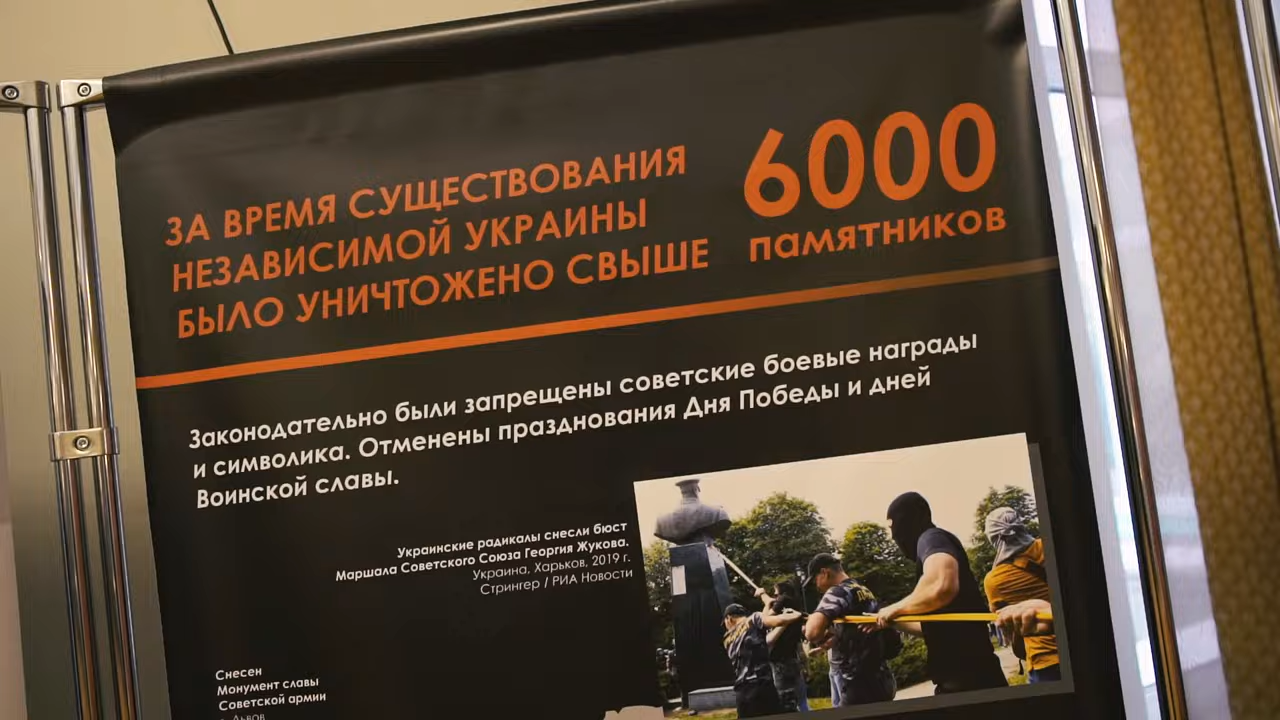 ЗА ВРЕМЯ СУЩЕСТВОВАНИЯ
НЕЗАВИСИМОЙ УКРАИНЫ
БЫЛО УНИЧТОЖЕНО СВЫШЕ
6000
памятников
Законодательно были запрещены советские боевые награды
и символика. Отменены празднования Дня Победы и дней
Воинской славы.
Украинские радикалы снесли бюст
Маршала Советского Союза Георгия Жукова.
Украина, Харьков, 2019 г.
Стрингер / РИА Новости
Снесен
Монумент славы
Советской армии
г. Львов